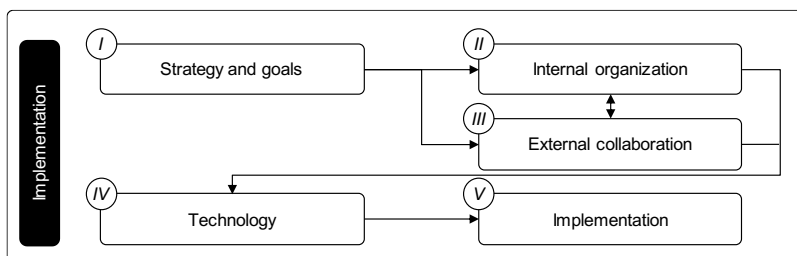 Implementation
I
Strategy and goals
II
Internal organization
III
External collaboration
IV
Technology
V
Implementation